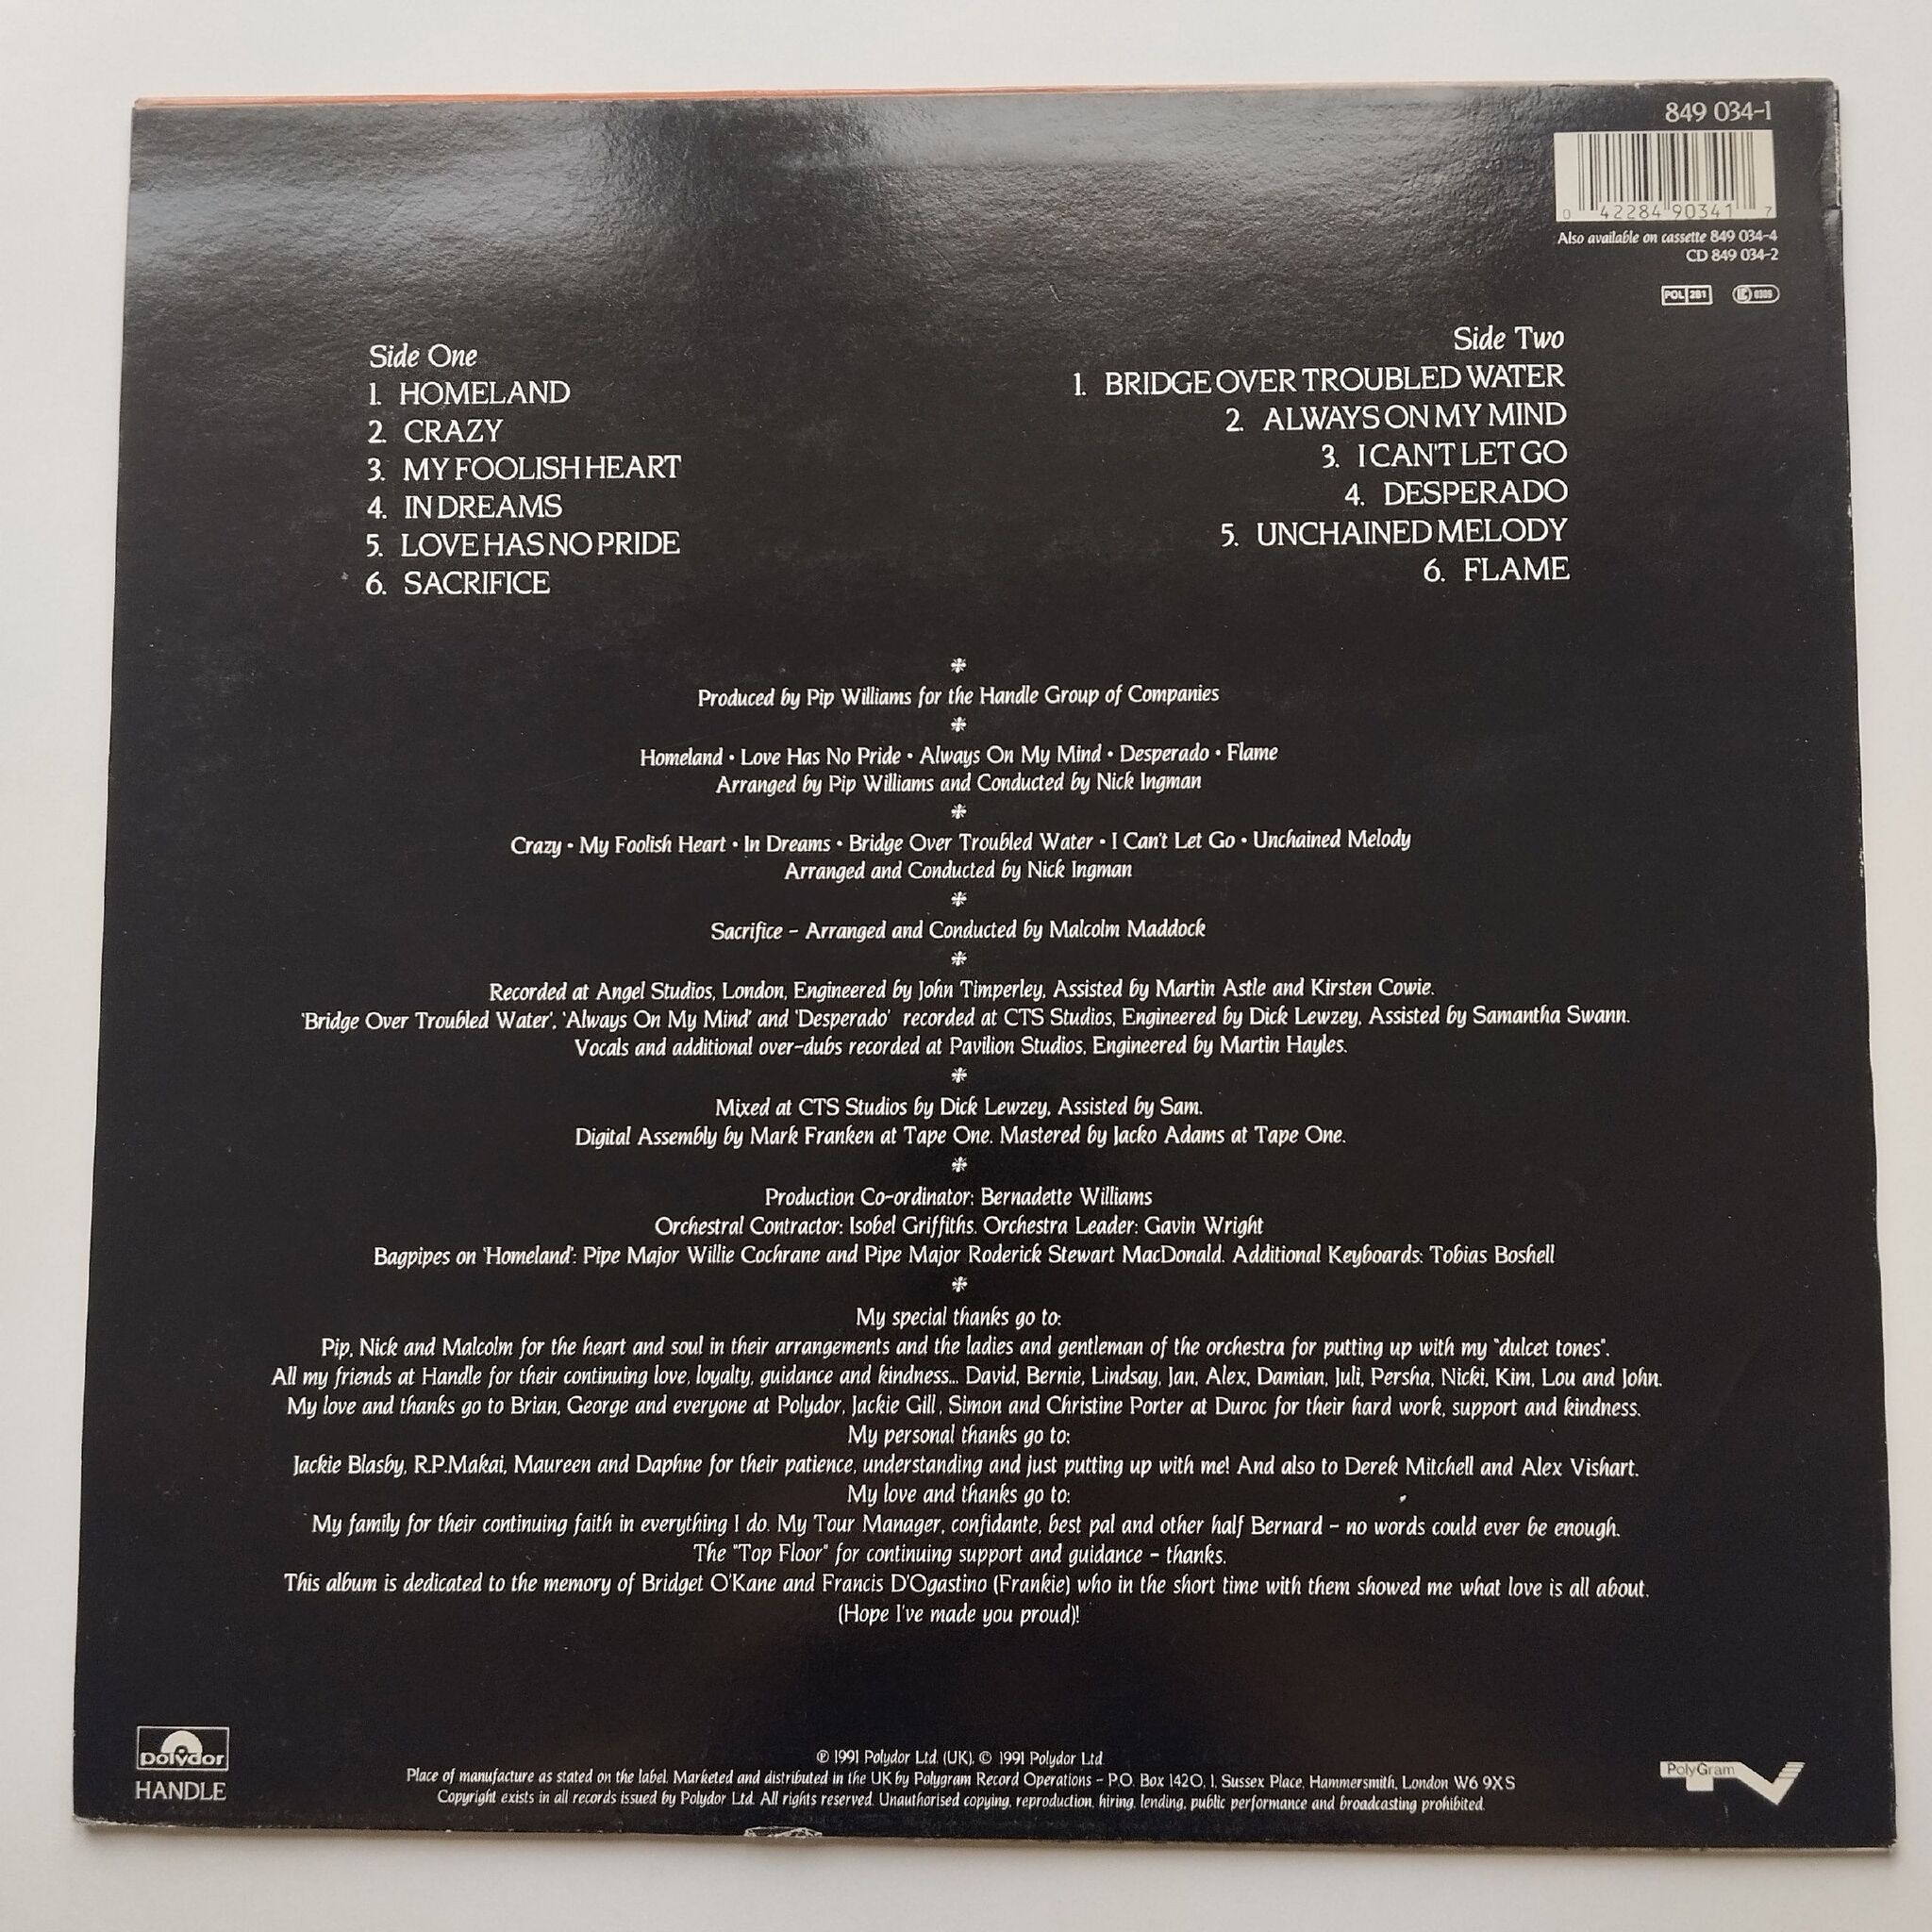 849 034-1
0 42284 90341 7
Also available on cassette 849 034-4
CD 849 034-2
POL 281
LC 0309
Side One
1. HOMELAND
2. CRAZY
3. MY FOOLISH HEART
4. IN DREAMS
5. LOVE HAS NO PRIDE
6. SACRIFICE
Side Two
1. BRIDGE OVER TROUBLED WATER
2. ALWAYS ON MY MIND
3. I CAN'T LET GO
4. DESPERADO
5. UNCHAINED MELODY
6. FLAME
Produced by Pip Williams for the Handle Group of Companies
Homeland • Love Has No Pride • Always On My Mind • Desperado • Flame
Arranged by Pip Williams and Conducted by Nick Ingman
Crazy • My Foolish Heart • In Dreams • Bridge Over Troubled Water • I Can't Let Go • Unchained Melody
Arranged and Conducted by Nick Ingman
Sacrifice – Arranged and Conducted by Malcolm Maddock
Recorded at Angel Studios, London, Engineered by John Timperley, Assisted by Martin Astle and Kirsten Cowie.
'Bridge Over Troubled Water', 'Always On My Mind' and 'Desperado' recorded at CTS Studios, Engineered by Dick Lewzey, Assisted by Samantha Swann.
Vocals and additional over-dubs recorded at Pavilion Studios, Engineered by Martin Hayles.
Mixed at CTS Studios by Dick Lewzey, Assisted by Sam.
Digital Assembly by Mark Franken at Tape One. Mastered by Jacko Adams at Tape One.
Production Co-ordinator: Bernadette Williams
Orchestral Contractor: Isobel Griffiths. Orchestra Leader: Gavin Wright
Bagpipes on 'Homeland': Pipe Major Willie Cochrane and Pipe Major Roderick Stewart MacDonald. Additional Keyboards: Tobias Boshell
My special thanks go to:
Pip, Nick and Malcolm for the heart and soul in their arrangements and the ladies and gentleman of the orchestra for putting up with my "dulcet tones".
All my friends at Handle for their continuing love, loyalty, guidance and kindness... David, Bernie, Lindsay, Jan, Alex, Damian, Juli, Persha, Nicki, Kim, Lou and John.
My love and thanks go to Brian, George and everyone at Polydor, Jackie Gill, Simon and Christine Porter at Duroc for their hard work, support and kindness.
My personal thanks go to:
Jackie Blasby, R.P.Makai, Maureen and Daphne for their patience, understanding and just putting up with me! And also to Derek Mitchell and Alex Vishart.
My love and thanks go to:
My family for their continuing faith in everything I do. My Tour Manager, confidante, best pal and other half Bernard – no words could ever be enough.
The "Top Floor" for continuing support and guidance – thanks.
This album is dedicated to the memory of Bridget O'Kane and Francis D'Ogastino (Frankie) who in the short time with them showed me what love is all about.
(Hope I've made you proud)!
polydor
HANDLE
℗ 1991 Polydor Ltd. (UK). © 1991 Polydor Ltd
Place of manufacture as stated on the label. Marketed and distributed in the UK by Polygram Record Operations – P.O. Box 1420, 1, Sussex Place, Hammersmith, London W6 9XS
Copyright exists in all records issued by Polydor Ltd. All rights reserved. Unauthorised copying, reproduction, hiring, lending, public performance and broadcasting prohibited.
PolyGram TV